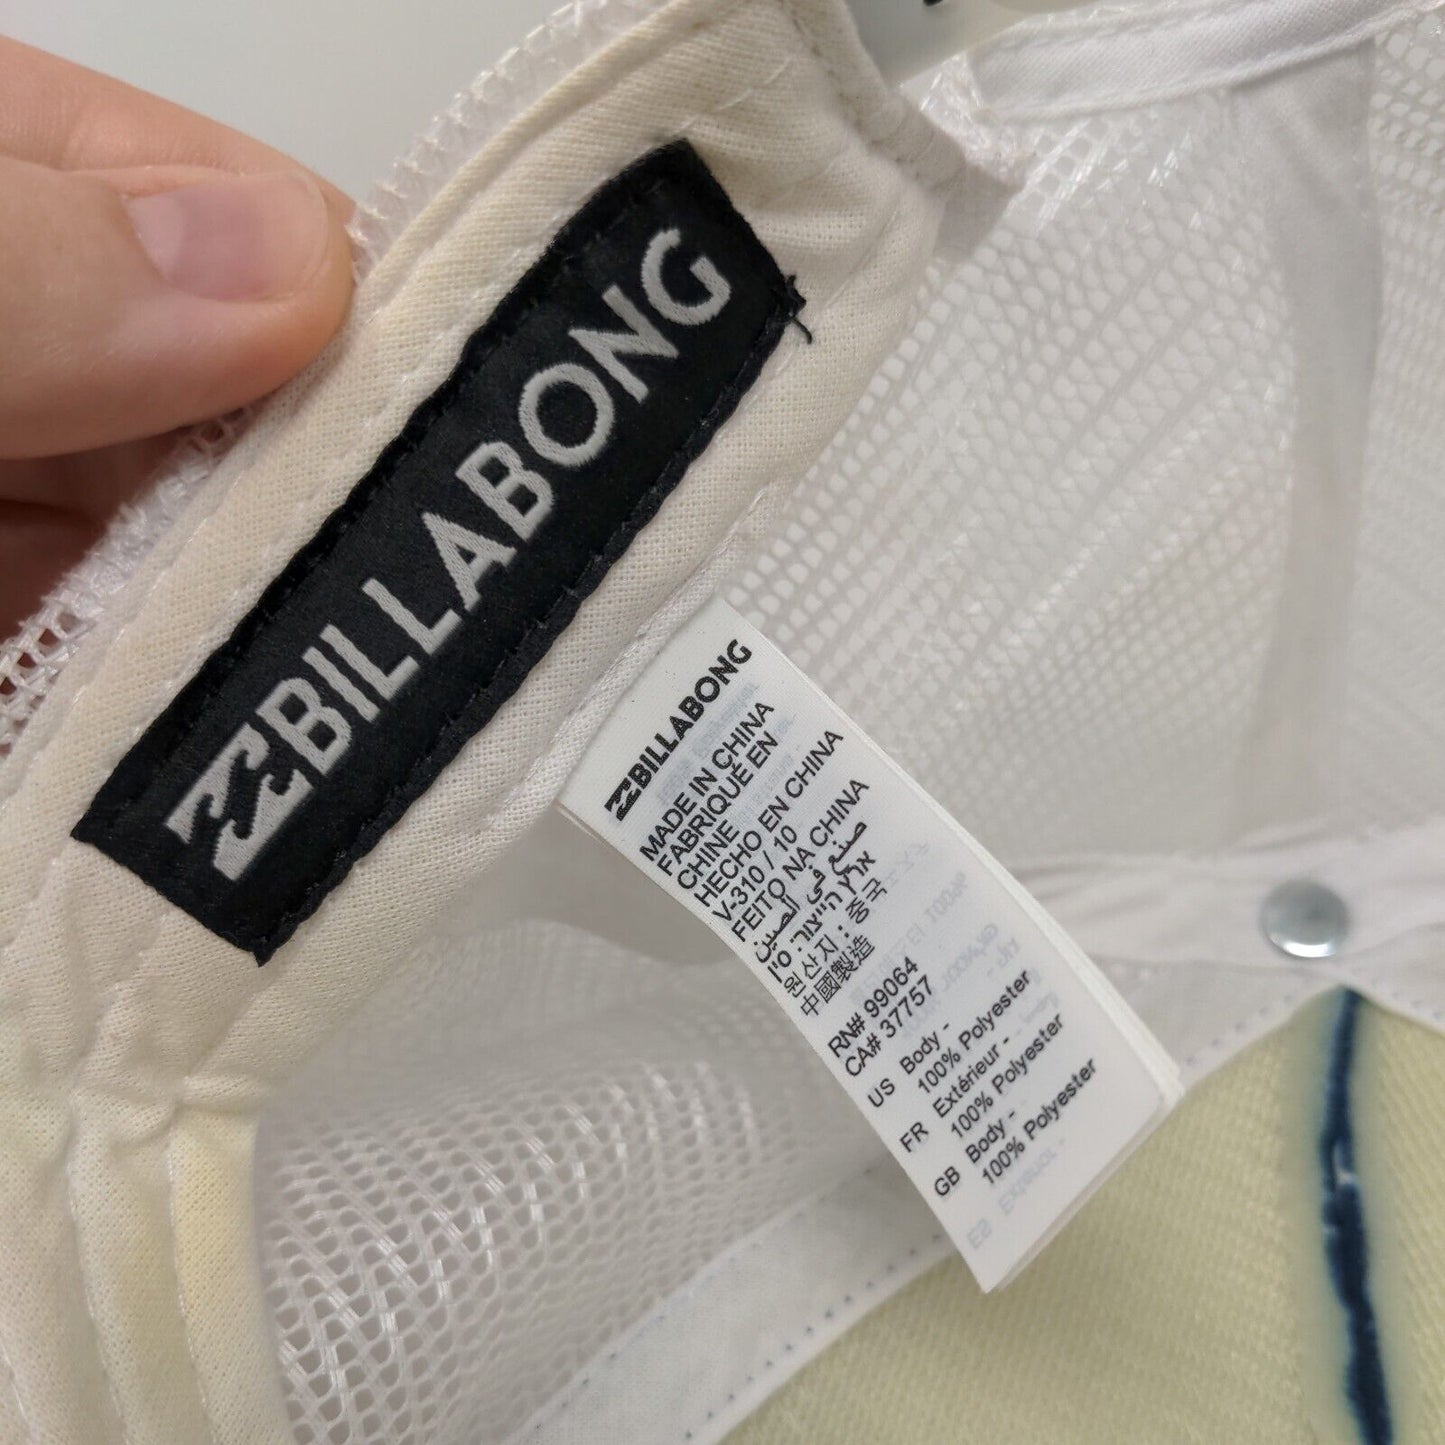 BILLABONG
BILLABONG
MADE IN CHINA
FABRIQUÉ EN
CHINE
HECHO EN CHINA
V-310 / 10
FEITO NA CHINA
صنع في الصين
ארץ הייצור: סין
원산지 : 중국
中國製造
RN# 99064
CA# 37757
US Body -
100% Polyester
FR Extérieur -
100% Polyester
GB Body -
100% Polyester